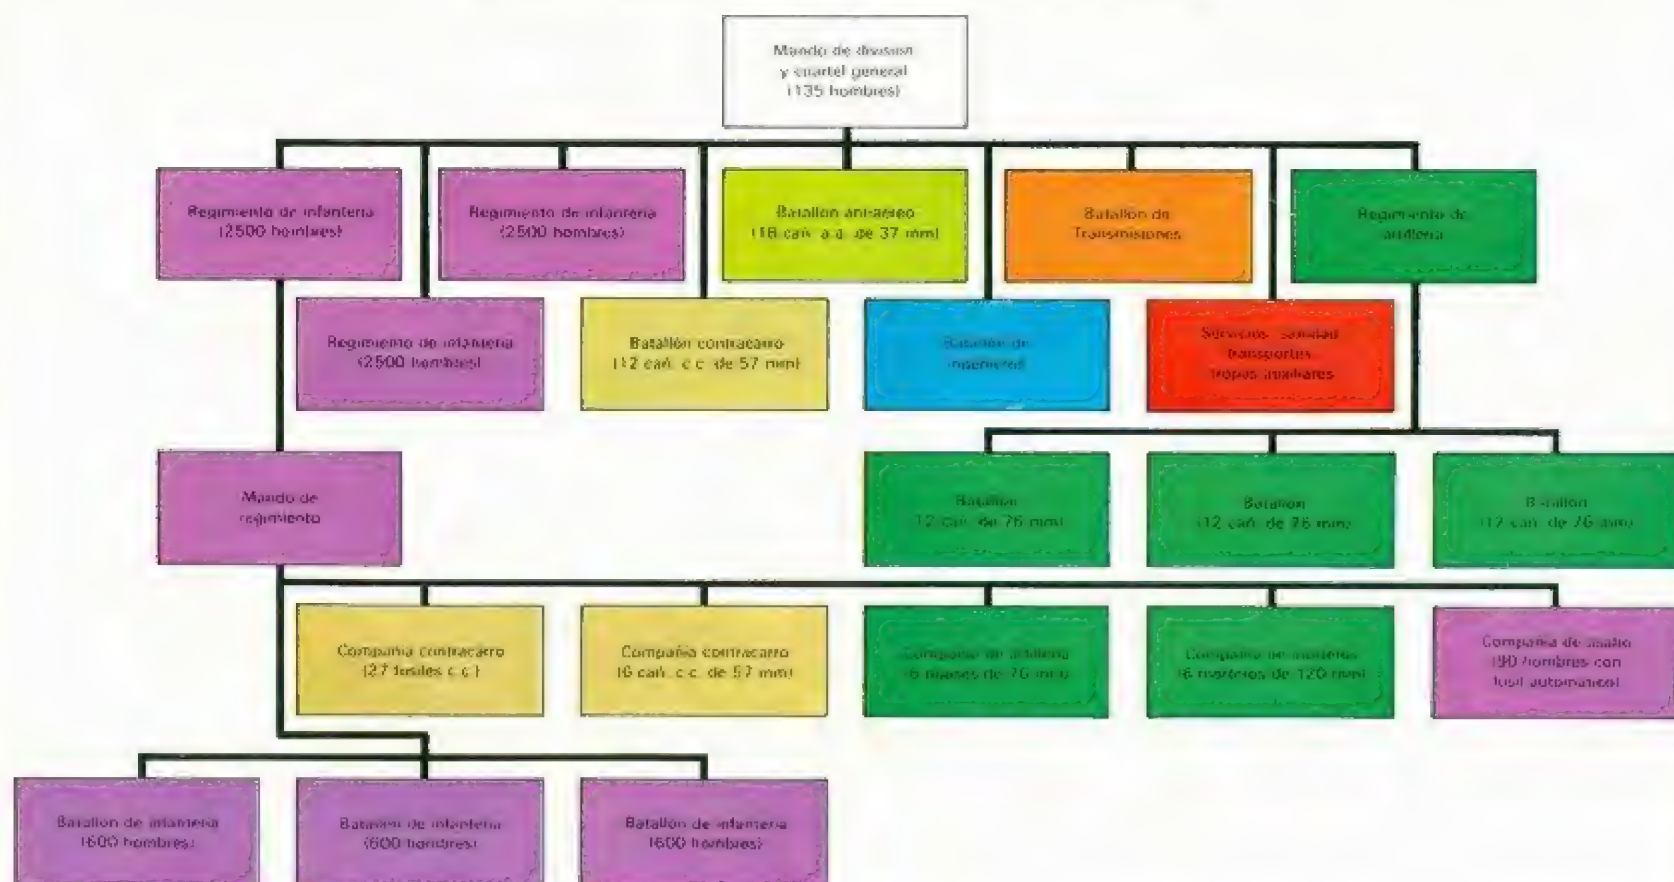 Mando de división
y cuartel general
(135 hombres)
Regimiento de infantería
(2500 hombres)
Regimiento de infantería
(2500 hombres)
Batallón antiaéreo
(18 cañ. a.a. de 37 mm)
Batallón de
Transmisiones
Regimiento de
artillería
Regimiento de infantería
(2500 hombres)
Batallón contracarro
(12 cañ. c.c. de 57 mm)
Batallón de
ingenieros
Servicios, sanidad
transportes,
tropas auxiliares
Mando de
regimiento
Batallón
(12 cañ. de 76 mm)
Batallón
(12 cañ. de 76 mm)
Batallón
(12 cañ. de 76 mm)
Compañía contracarro
(27 fusiles c.c.)
Compañía contracarro
(6 cañ. c.c. de 57 mm)
Compañía de artillería
(6 obuses de 76 mm)
Compañía de morteros
(6 morteros de 120 mm)
Compañía de asalto
(90 hombres con
fusil automático)
Batallón de infantería
(600 hombres)
Batallón de infantería
(600 hombres)
Batallón de infantería
(600 hombres)